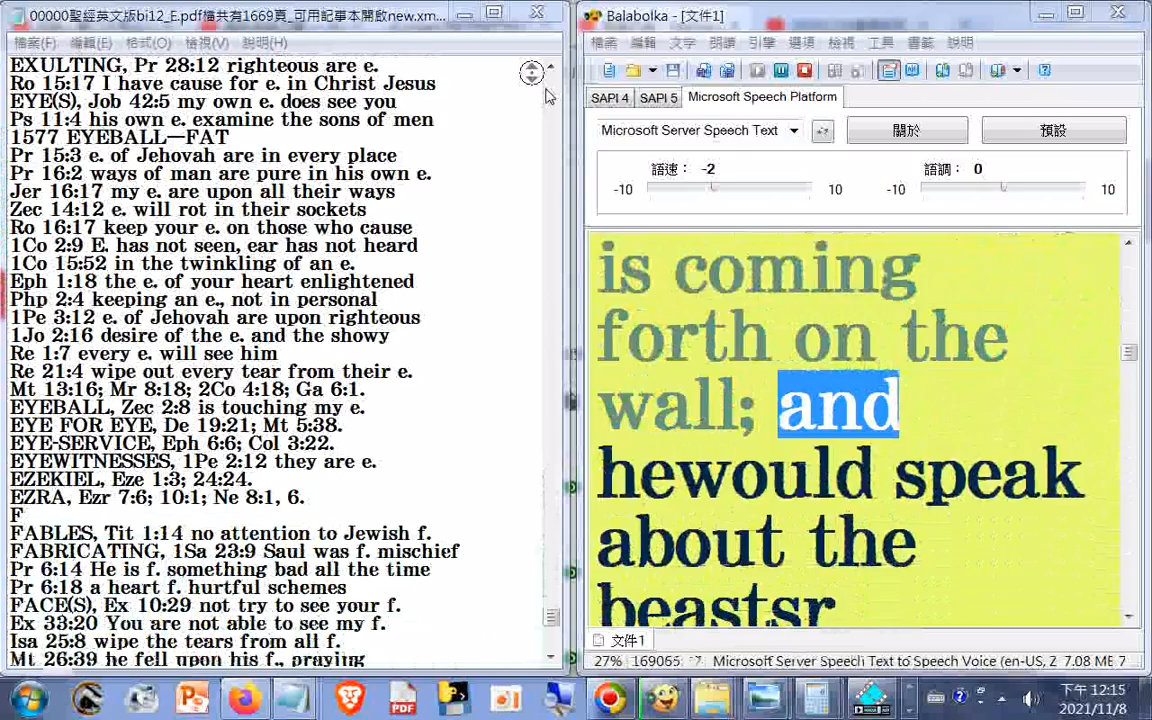 00000聖經英文版bi12_E.pdf檔共有1669頁_可用記事本開啟new.xm...
檔案(F) 編輯(E) 格式(O) 檢視(V) 說明(H)
EXULTING, Pr 28:12 righteous are e.
Ro 15:17 I have cause for e. in Christ Jesus
EYE(S), Job 42:5 my own e. does see you
Ps 11:4 his own e. examine the sons of men
1577 EYEBALL—FAT
Pr 15:3 e. of Jehovah are in every place
Pr 16:2 ways of man are pure in his own e.
Jer 16:17 my e. are upon all their ways
Zec 14:12 e. will rot in their sockets
Ro 16:17 keep your e. on those who cause
1Co 2:9 E. has not seen, ear has not heard
1Co 15:52 in the twinkling of an e.
Eph 1:18 the e. of your heart enlightened
Php 2:4 keeping an e., not in personal
1Pe 3:12 e. of Jehovah are upon righteous
1Jo 2:16 desire of the e. and the showy
Re 1:7 every e. will see him
Re 21:4 wipe out every tear from their e.
Mt 13:16; Mr 8:18; 2Co 4:18; Ga 6:1.
EYEBALL, Zec 2:8 is touching my e.
EYE FOR EYE, De 19:21; Mt 5:38.
EYE-SERVICE, Eph 6:6; Col 3:22.
EYEWITNESSES, 1Pe 2:12 they are e.
EZEKIEL, Eze 1:3; 24:24.
EZRA, Ezr 7:6; 10:1; Ne 8:1, 6.
F
FABLES, Tit 1:14 no attention to Jewish f.
FABRICATING, 1Sa 23:9 Saul was f. mischief
Pr 6:14 He is f. something bad all the time
Pr 6:18 a heart f. hurtful schemes
FACE(S), Ex 10:29 not try to see your f.
Ex 33:20 You are not able to see my f.
Isa 25:8 wipe the tears from all f.
Mt 26:39 he fell upon his f., praying
Balabolka - [文件1]
檔案 編輯 文字 朗讀 引擎 選項 檢視 工具 書籤 說明
SAPI 4 SAPI 5 Microsoft Speech Platform
Microsoft Server Speech Text 關於 預設
語速： -2 語調： 0
-10 10 -10 10
is coming
forth on the
wall; and
hewould speak
about the
beastsr
文件1
27% Microsoft Server Speech Text to Speech Voice (en-US, Z 7.08 ME 7
PDF
下午 12:15
2021/11/8